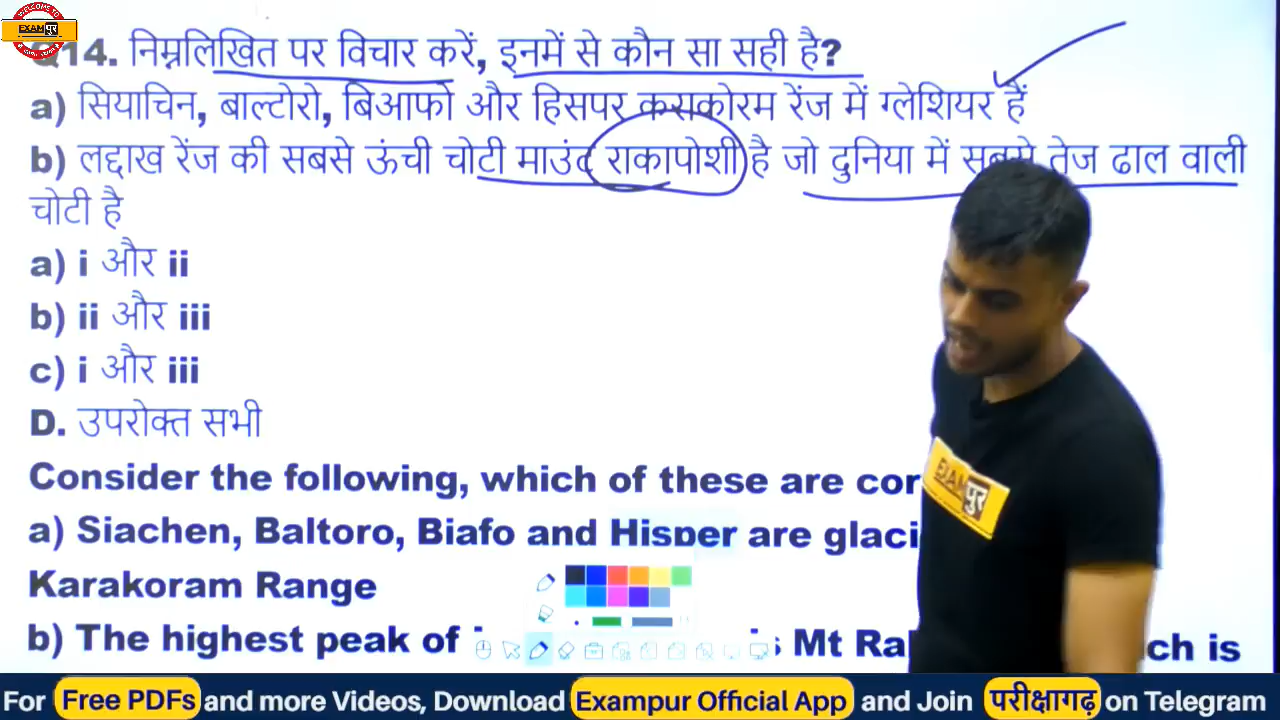 WELCOME TO
EXAMपुर
Q14. निम्नलिखित पर विचार करें, इनमें से कौन सा सही है?
a) सियाचिन, बाल्टोरो, बिआफो और हिसपर कसकोरम रेंज में ग्लेशियर हैं
b) लद्दाख रेंज की सबसे ऊंची चोटी माउंट राकापोशी है जो दुनिया में सबसे तेज ढाल वाली
चोटी है
a) i और ii
b) ii और iii
c) i और iii
D. उपरोक्त सभी
Consider the following, which of these are cor
a) Siachen, Baltoro, Biafo and Hisper are glaci
EXAMपुर
Karakoram Range
b) The highest peak of Mt Ra ch is
For Free PDFs and more Videos, Download Exampur Official App and Join परीक्षागढ़ on Telegram